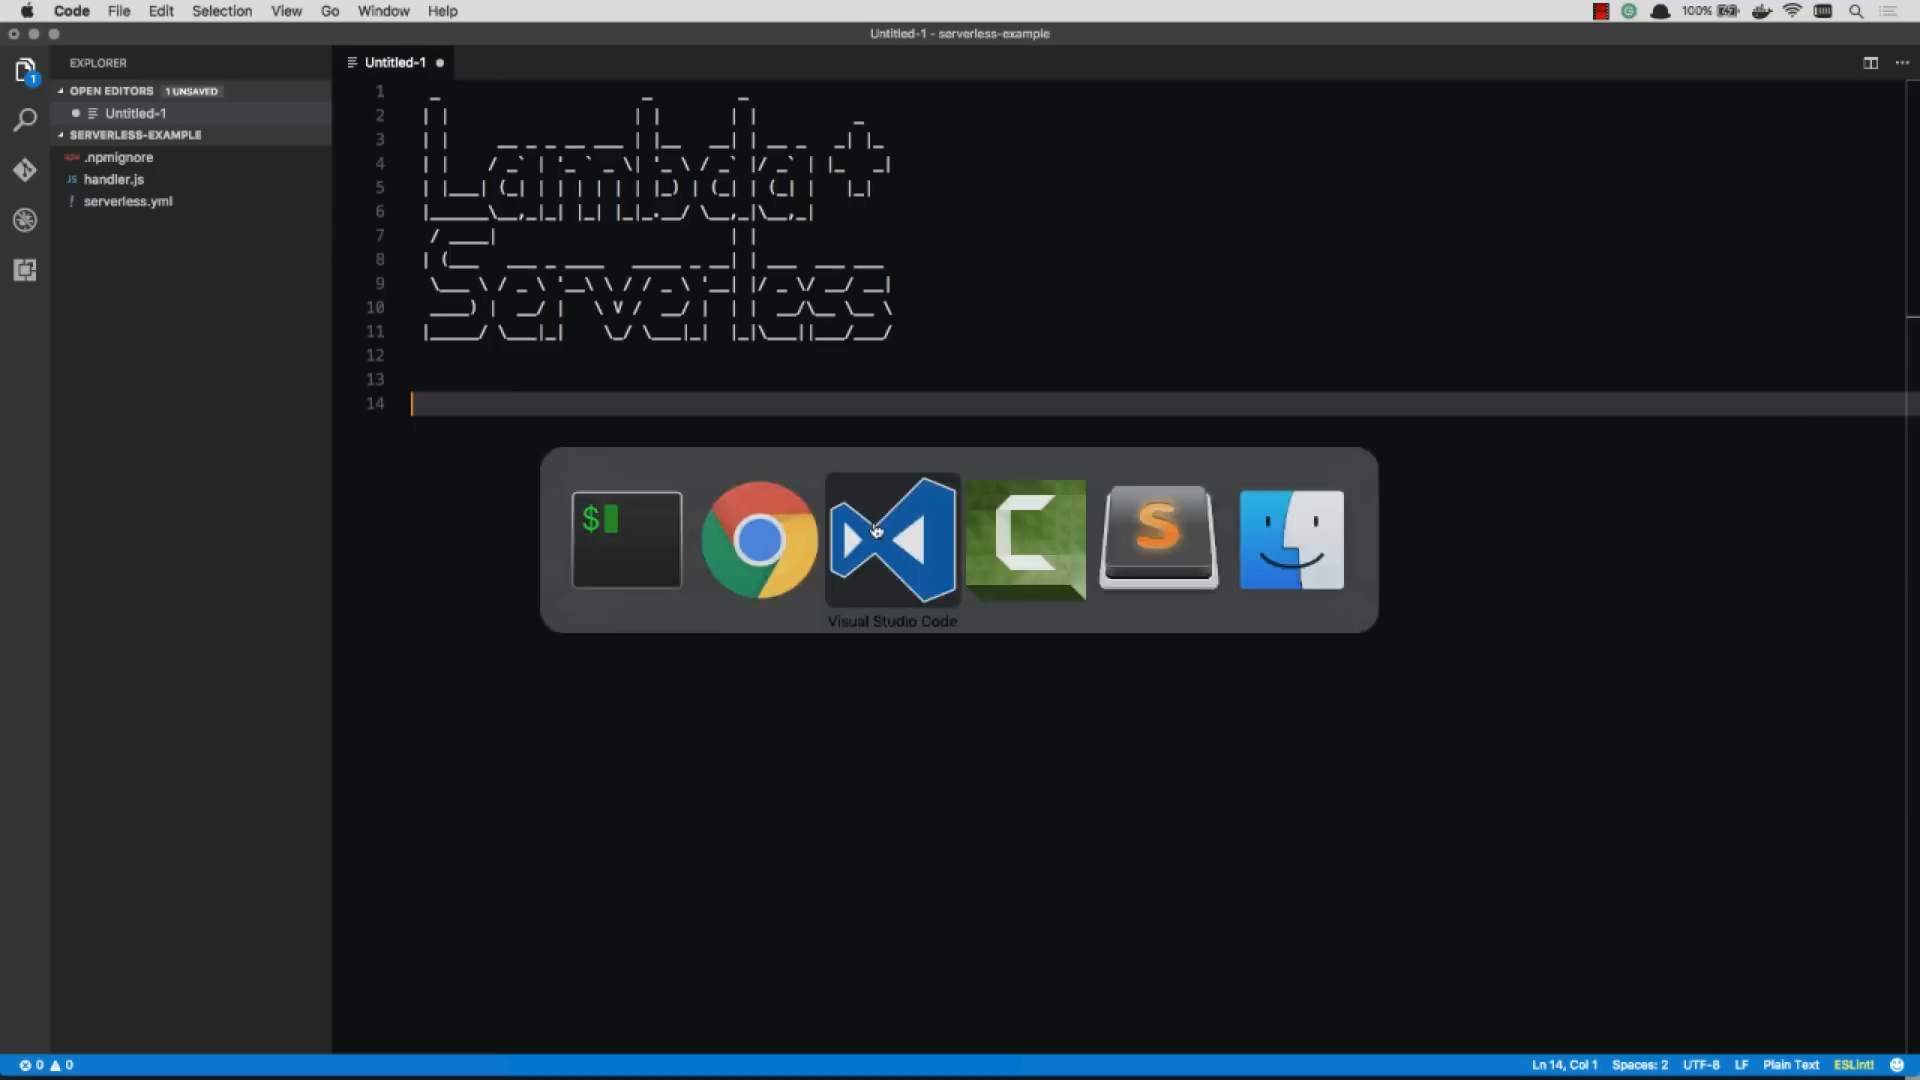 Code File Edit Selection View Go Window Help 100%
Untitled-1 - serverless-example
EXPLORER
OPEN EDITORS 1 UNSAVED
Untitled-1
SERVERLESS-EXAMPLE
.npmignore
JS handler.js
! serverless.yml
Untitled-1
1
2
3
4
5
6
7
8
9
10
11
12
13
14
Lambda +
Serverless
$
S
Visual Studio Code
0 0 Ln 14, Col 1 Spaces: 2 UTF-8 LF Plain Text ESLint!